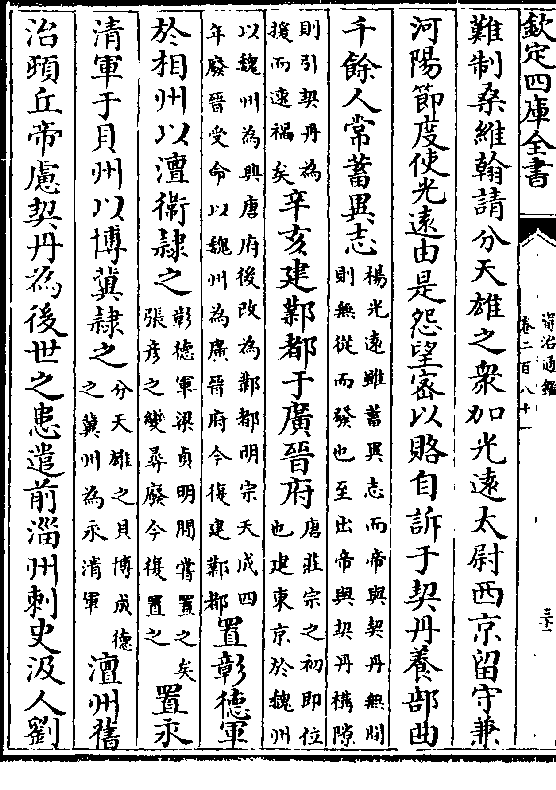 欽定四庫全書
資治通鑑
卷二百八十一
三十二
難制桑維翰請分天雄之衆加光遠太尉西京留守兼
河陽節度使光遠由是怨望密以賂自訴于契丹養部曲
千餘人常蓄異志楊光遠雖蓄異志而帝與契丹無間
則無從而發也至出帝與契丹構隙
則引契丹為
援而速禍矣辛亥建鄴都于廣晉府唐莊宗之初即位
也建東京於魏州
以魏州為興唐府後改為鄴都明宗天成四
年廢晉受命以魏州為廣晉府今復建鄴都置彰德軍
於相州以澶衞隸之彰德軍梁貞明間嘗置之矣
張彦之變尋廢今復置之置永
清軍于貝州以博冀隸之分天雄之貝博成德
之冀州為永清軍澶州舊
治頓丘帝慮契丹為後世之患遣前淄州刺史汲人劉